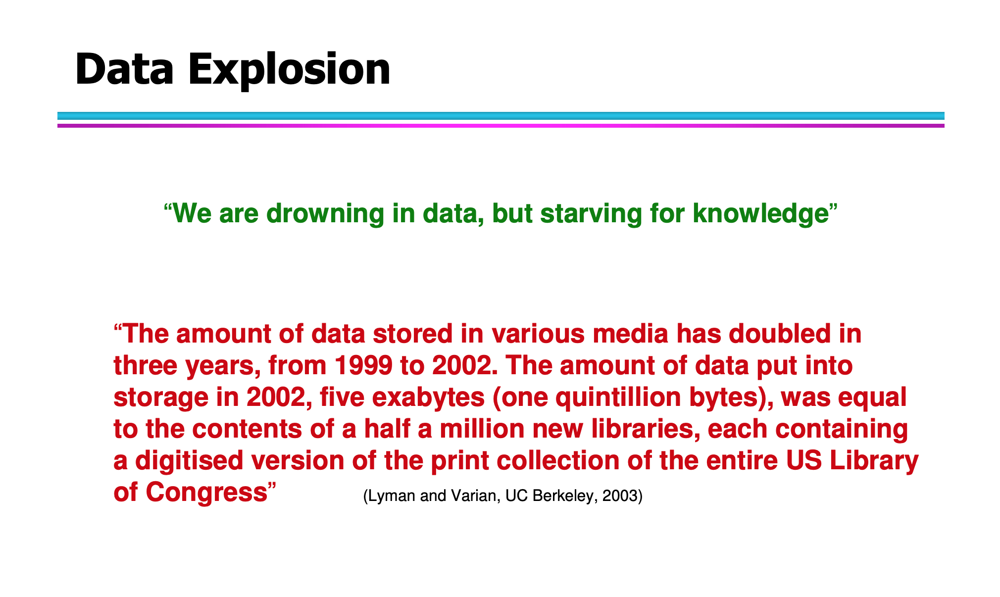 Data Explosion
“We are drowning in data, but starving for knowledge”
“The amount of data stored in various media has doubled in
three years, from 1999 to 2002. The amount of data put into
storage in 2002, five exabytes (one quintillion bytes), was equal
to the contents of a half a million new libraries, each containing
a digitised version of the print collection of the entire US Library
of Congress” (Lyman and Varian, UC Berkeley, 2003)